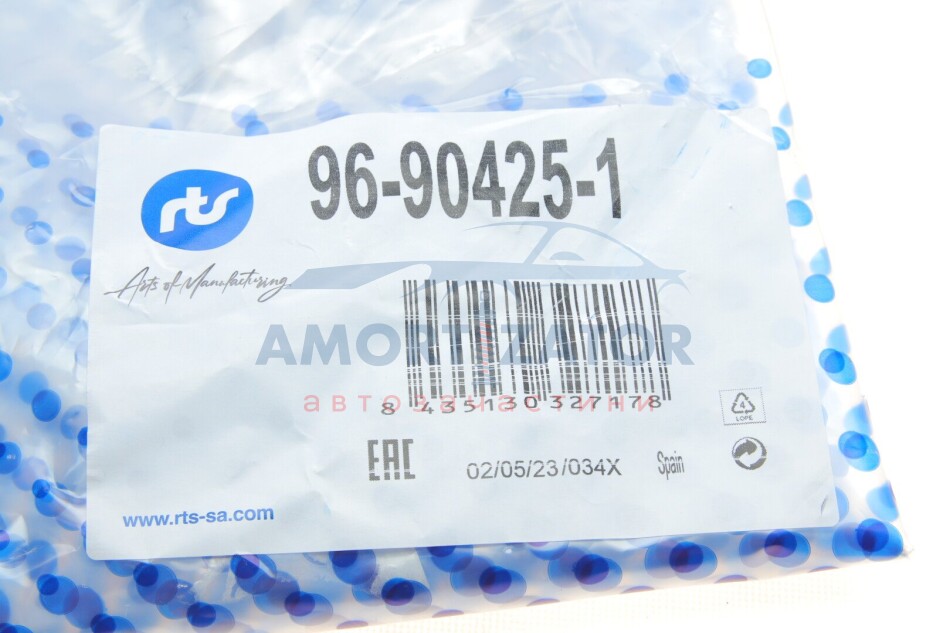 96-90425-1
rts
Arts of Manufacturing
AMORTIZATOR
8 435130 327178
автозапчастини
4
LDPE
EAC
02/05/23/034X
Spain
www.rts-sa.com